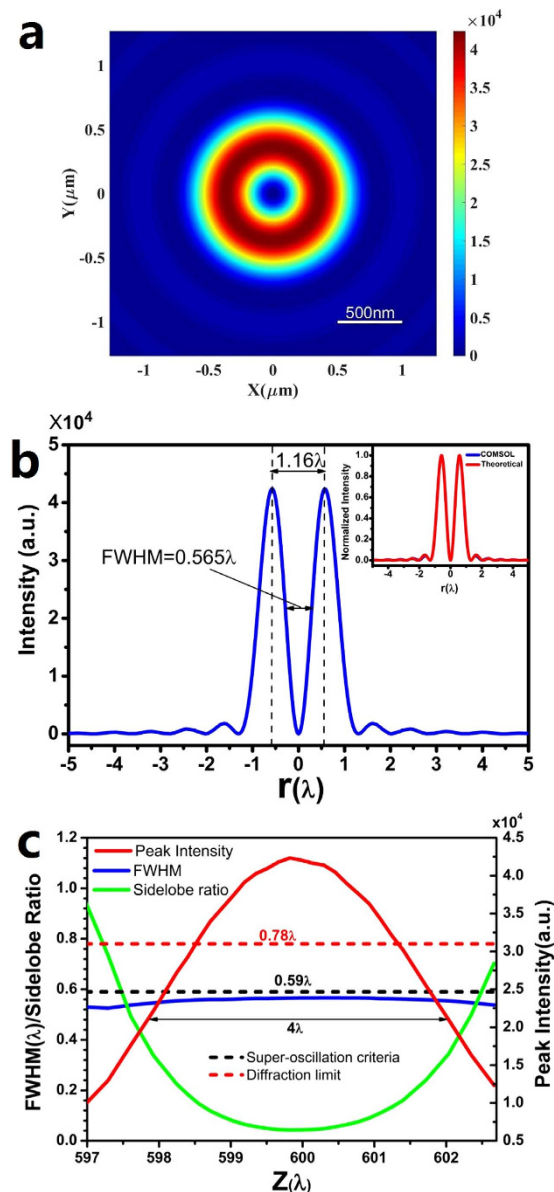 a
×10⁴
1
0.5
0
-0.5
-1
Y(μm)
-1
-0.5
0
0.5
1
X(μm)
500nm
4
3.5
3
2.5
2
1.5
1
0.5
0
b
X10⁴
5
4
3
2
1
0
Intensity (a.u.)
1.16λ
FWHM=0.565λ
-5
-4
-3
-2
-1
0
1
2
3
4
5
r(λ)
COMSOL
Theoretical
1.0
0.8
0.6
0.4
0.2
0.0
Normalized Intensity
-4
-2
0
2
4
r(λ)
c
x10⁴
1.2
1.0
0.8
0.6
0.4
0.2
0.0
FWHM(λ)/Sidelobe Ratio
Peak Intensity
FWHM
Sidelobe ratio
0.78λ
0.59λ
4λ
Super-oscillation criteria
Diffraction limit
4.5
4.0
3.5
3.0
2.5
2.0
1.5
1.0
0.5
Peak Intensity(a.u.)
597
598
599
600
601
602
Z(λ)